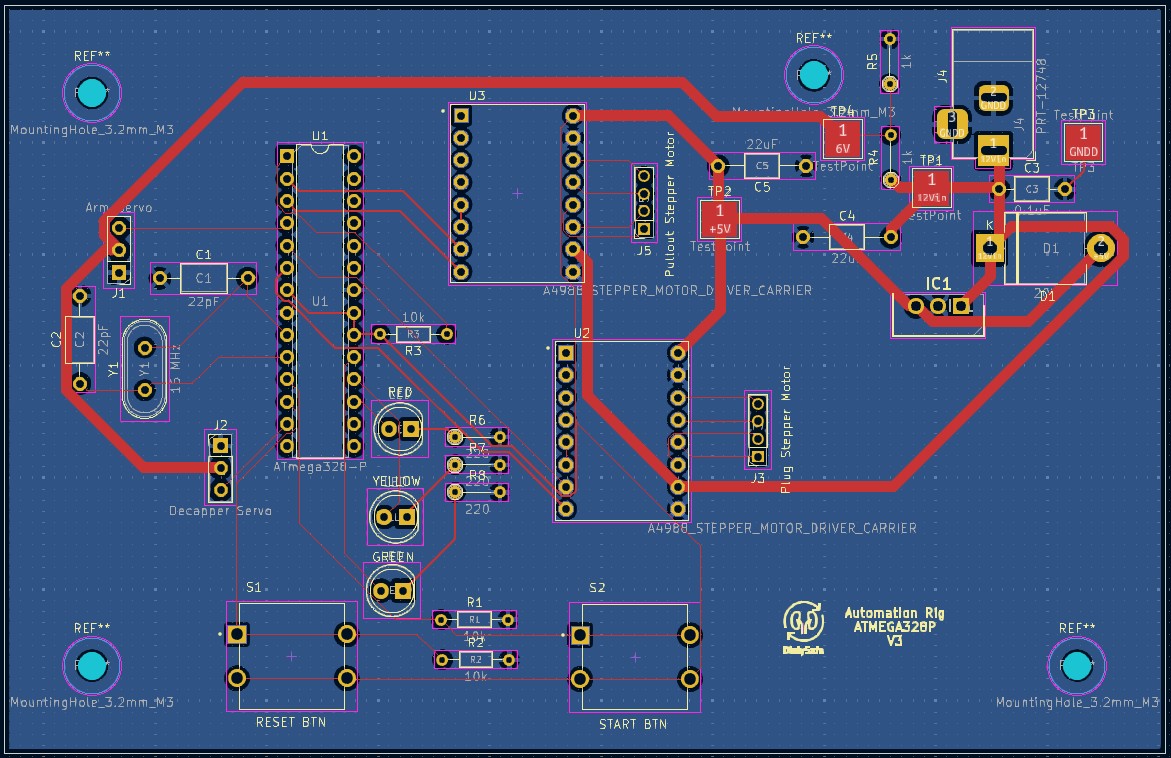 REF**
MountingHole_3.2mm_M3
U3
U1
U1
ATmega328-P
Arm Servo
J1
C1
C1
22pF
C2
C2
22pF
Y1
Y1
16 MHz
J2
Decapper Servo
10k
R3
R3
RED
YELLOW
GREEN
R6
R7
R8
220
A4988_STEPPER_MOTOR_DRIVER_CARRIER
U2
A4988_STEPPER_MOTOR_DRIVER_CARRIER
J5
Pullout Stepper Motor
J3
Plug Stepper Motor
REF**
MountingHole_3.2mm_M3
R5
1k
R4
1k
TP4
1
6V
TestPoint
22uF
C5
C5
TP2
1
+5V
TestPoint
TP1
1
12Vin
TestPoint
C4
22u
J4
J4
PRT-12748
2
GNDD
3
GNDD
1
12Vin
TP3
TestPoint
1
GNDD
TP3
C3
C3
0.1uF
K
1
12Vin
D1
2
D1
IC1
S1
RESET BTN
R1
R1
10k
R2
R2
10k
S2
START BTN
REF**
MountingHole_3.2mm_M3
Automation Rig
ATMEGA328P
V3
REF**
MountingHole_3.2mm_M3